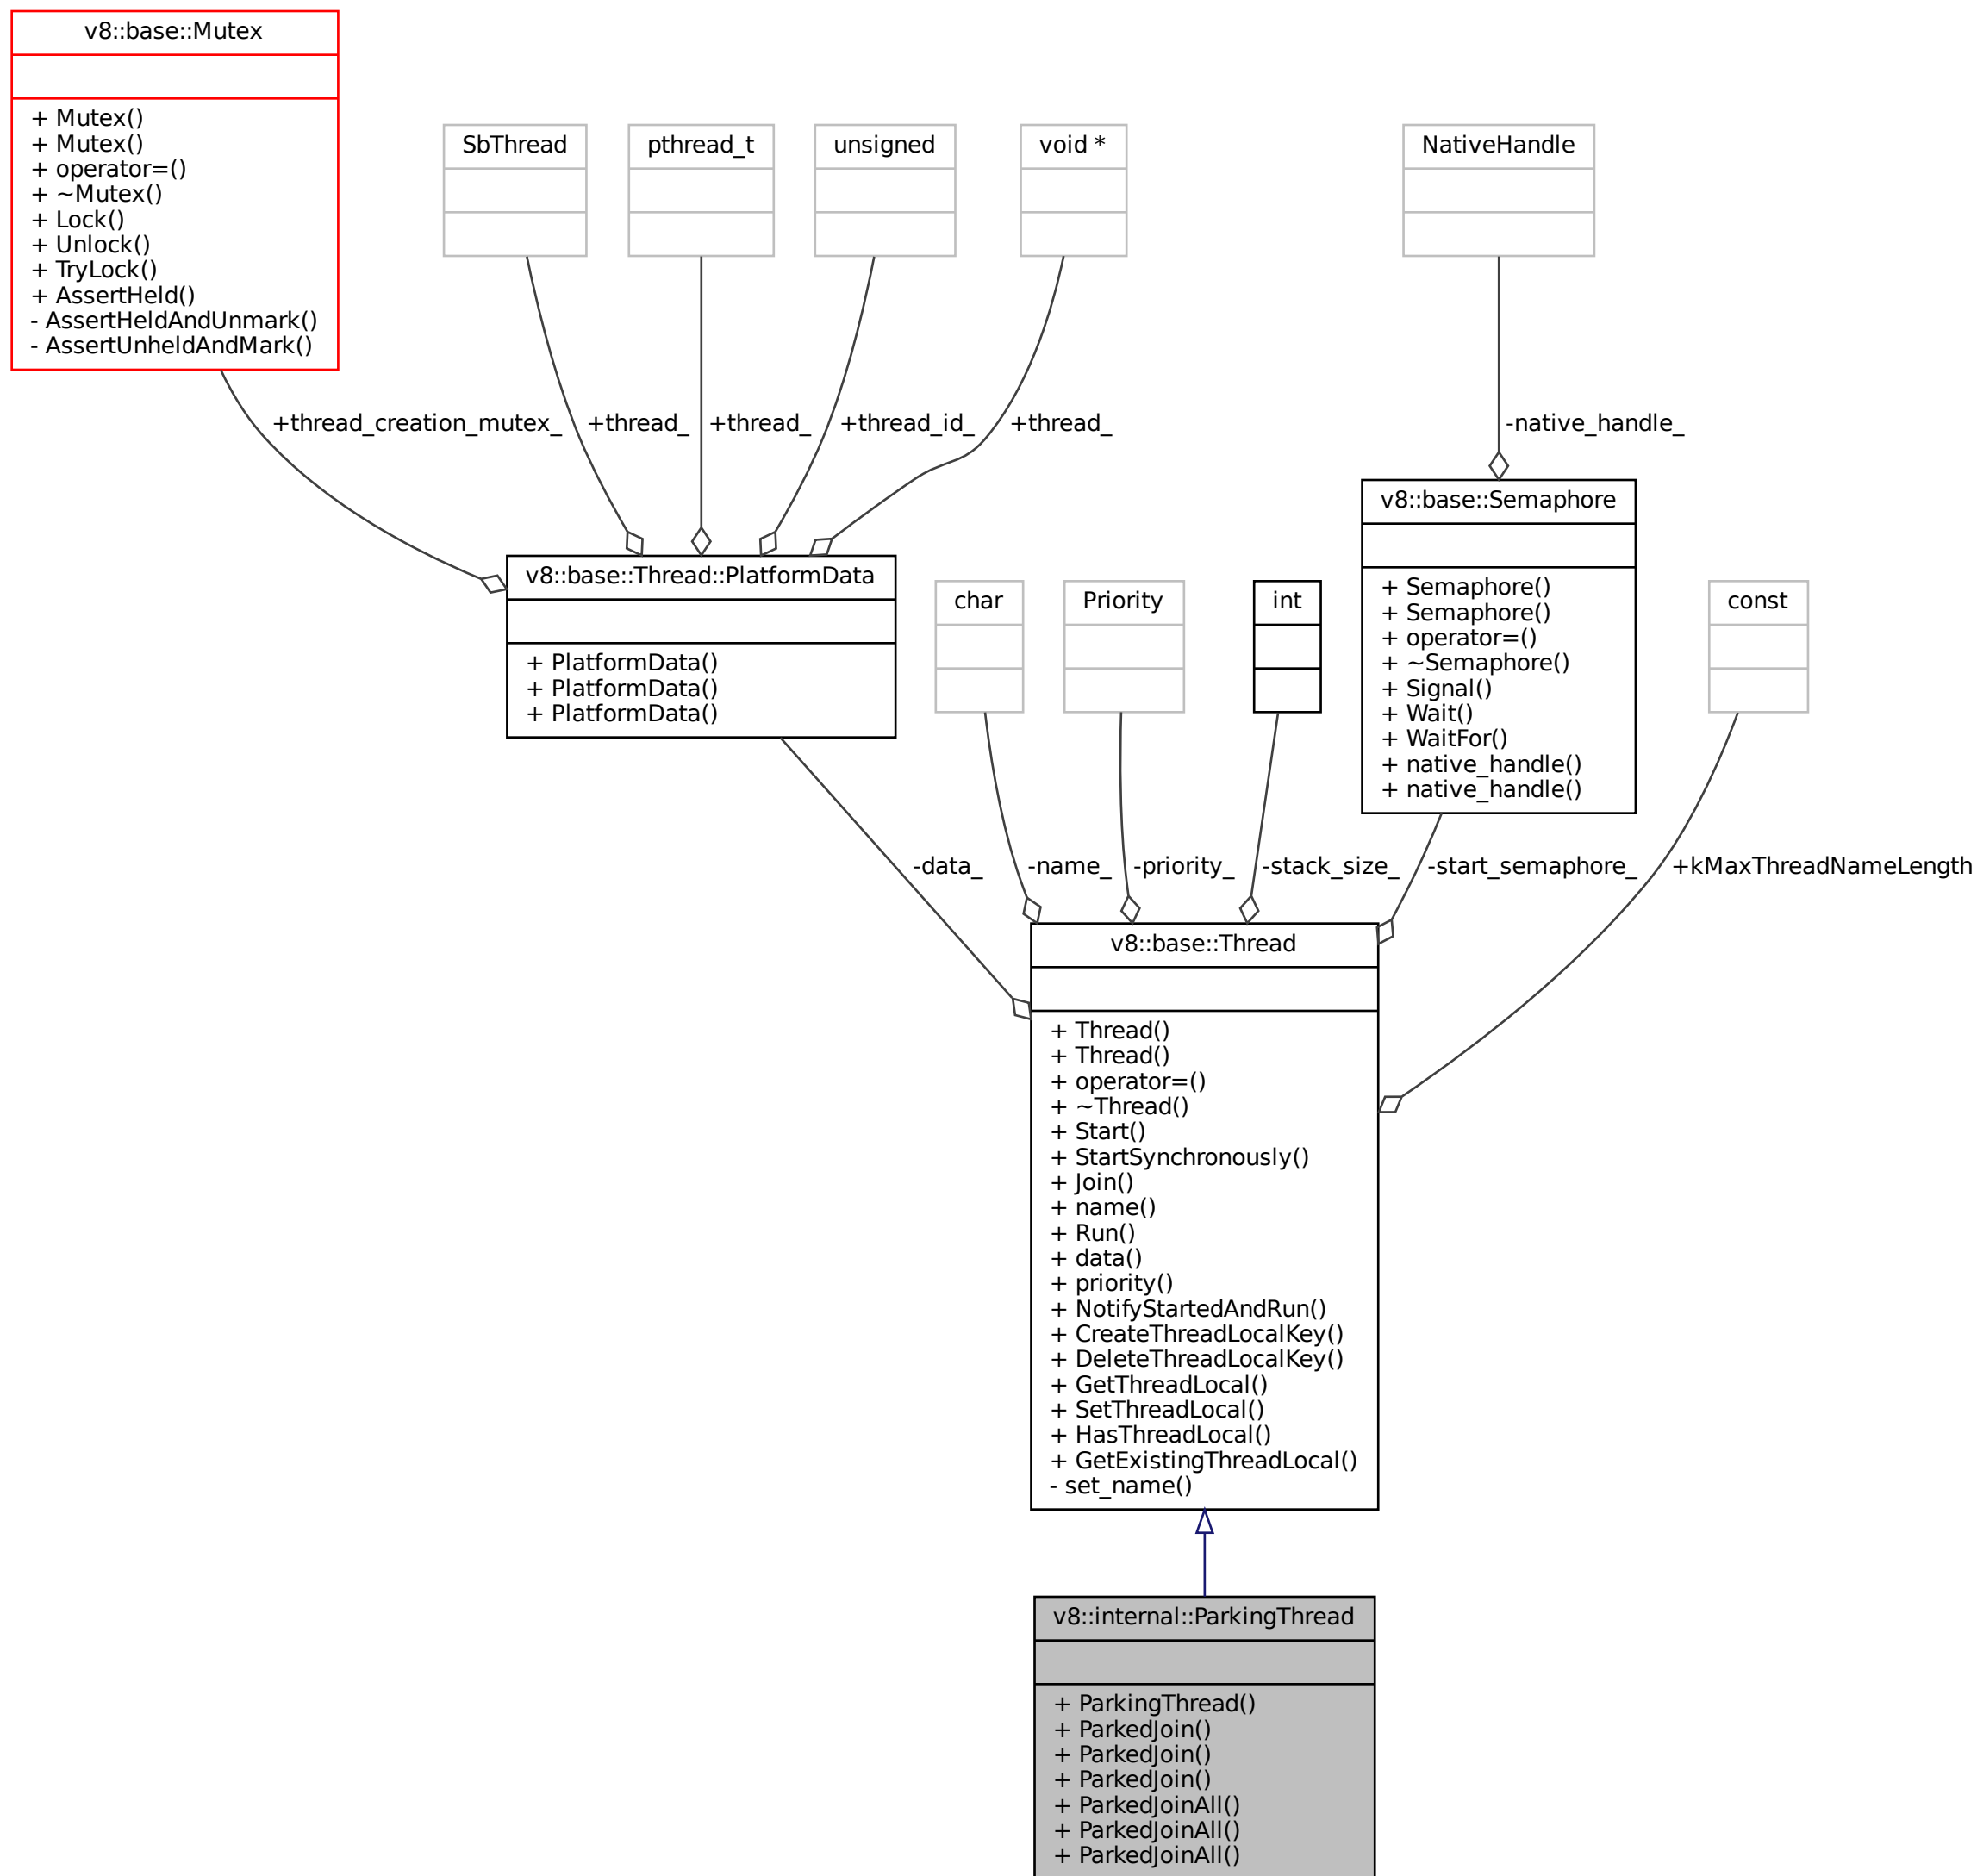 v8::base::Mutex
+ Mutex()
+ Mutex()
+ operator=()
+ ~Mutex()
+ Lock()
+ Unlock()
+ TryLock()
+ AssertHeld()
- AssertHeldAndUnmark()
- AssertUnheldAndMark()
SbThread
pthread_t
unsigned
void *
NativeHandle
+thread_creation_mutex_
+thread_
+thread_
+thread_id_
+thread_
-native_handle_
v8::base::Thread::PlatformData
+ PlatformData()
+ PlatformData()
+ PlatformData()
char
Priority
int
v8::base::Semaphore
+ Semaphore()
+ Semaphore()
+ operator=()
+ ~Semaphore()
+ Signal()
+ Wait()
+ WaitFor()
+ native_handle()
+ native_handle()
const
-data_
-name_
-priority_
-stack_size_
-start_semaphore_
+kMaxThreadNameLength
v8::base::Thread
+ Thread()
+ Thread()
+ operator=()
+ ~Thread()
+ Start()
+ StartSynchronously()
+ Join()
+ name()
+ Run()
+ data()
+ priority()
+ NotifyStartedAndRun()
+ CreateThreadLocalKey()
+ DeleteThreadLocalKey()
+ GetThreadLocal()
+ SetThreadLocal()
+ HasThreadLocal()
+ GetExistingThreadLocal()
- set_name()
v8::internal::ParkingThread
+ ParkingThread()
+ ParkedJoin()
+ ParkedJoin()
+ ParkedJoin()
+ ParkedJoinAll()
+ ParkedJoinAll()
+ ParkedJoinAll()